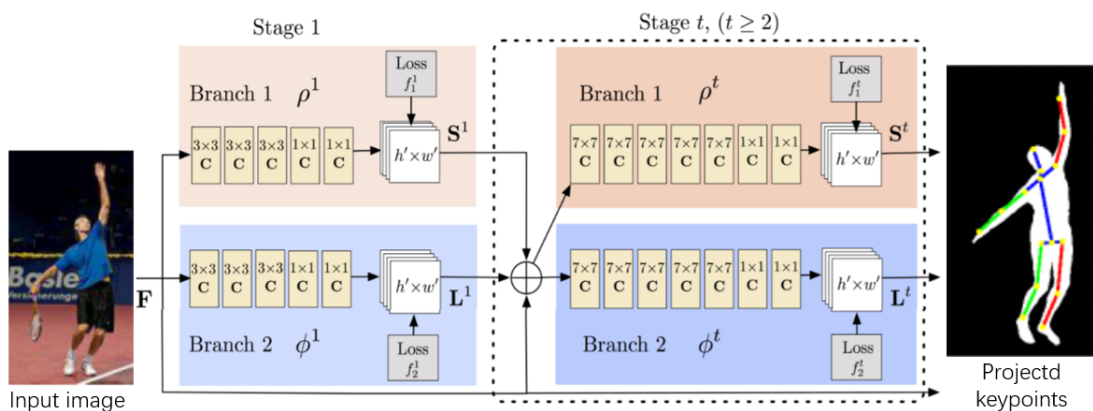 Stage 1
Stage t, (t ≥ 2)
Branch 1 ρ¹
Loss
f₁¹
S¹
3×3 C 3×3 C 3×3 C 1×1 C 1×1 C
h′×w′
Branch 1 ρᵗ
Loss
f₁ᵗ
Sᵗ
7×7 C 7×7 C 7×7 C 7×7 C 7×7 C 1×1 C 1×1 C
h′×w′
F
3×3 C 3×3 C 3×3 C 1×1 C 1×1 C
h′×w′
L¹
Branch 2 ϕ¹
Loss
f₂¹
7×7 C 7×7 C 7×7 C 7×7 C 7×7 C 1×1 C 1×1 C
h′×w′
Lᵗ
Branch 2 ϕᵗ
Loss
f₂ᵗ
Input image
Projectd
keypoints